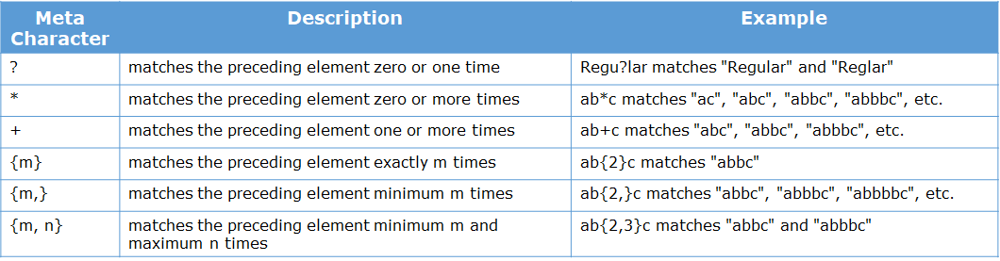 Meta Character Description Example
? matches the preceding element zero or one time Regu?lar matches "Regular" and "Reglar"
* matches the preceding element zero or more times ab*c matches "ac", "abc", "abbc", "abbbc", etc.
+ matches the preceding element one or more times ab+c matches "abc", "abbc", "abbbc", etc.
{m} matches the preceding element exactly m times ab{2}c matches "abbc"
{m,} matches the preceding element minimum m times ab{2,}c matches "abbc", "abbbc", "abbbbc", etc.
{m, n} matches the preceding element minimum m and maximum n times ab{2,3}c matches "abbc" and "abbbc"